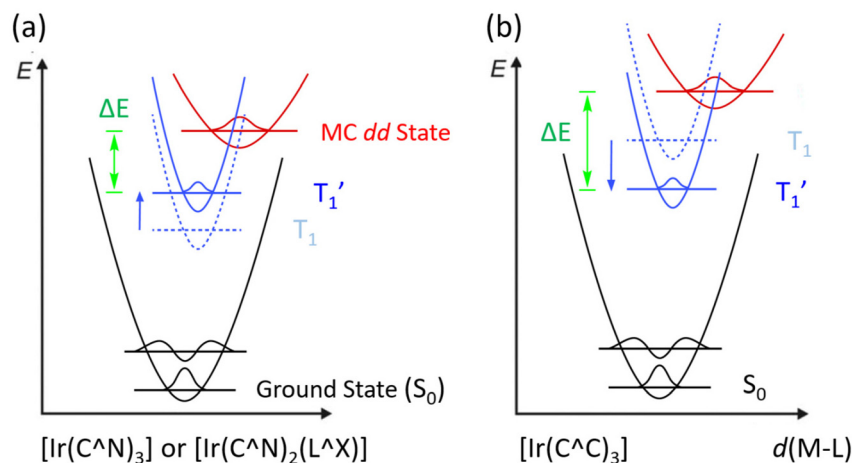 (a)
E
ΔE
MC dd State
T₁’
T₁
Ground State (S₀)
[Ir(C^N)₃] or [Ir(C^N)₂(L^X)]
(b)
E
ΔE
T₁
T₁’
S₀
[Ir(C^C)₃]
d(M-L)